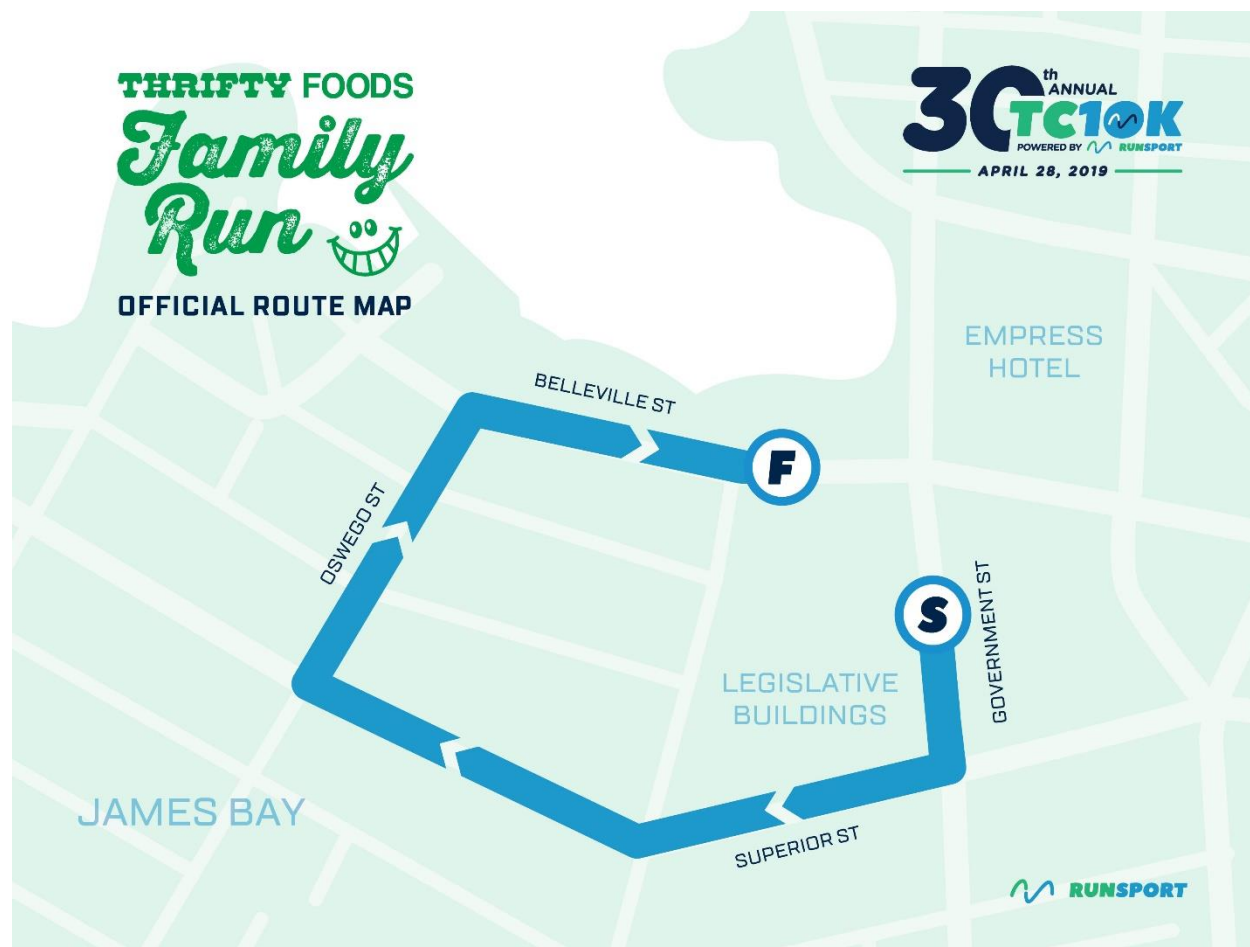 THRIFTY FOODS
Family
Run
OFFICIAL ROUTE MAP
30th ANNUAL
TC10K
POWERED BY RUNSPORT
APRIL 28, 2019
EMPRESS
HOTEL
BELLEVILLE ST
F
OSWEGO ST
S
GOVERNMENT ST
LEGISLATIVE
BUILDINGS
JAMES BAY
SUPERIOR ST
RUNSPORT